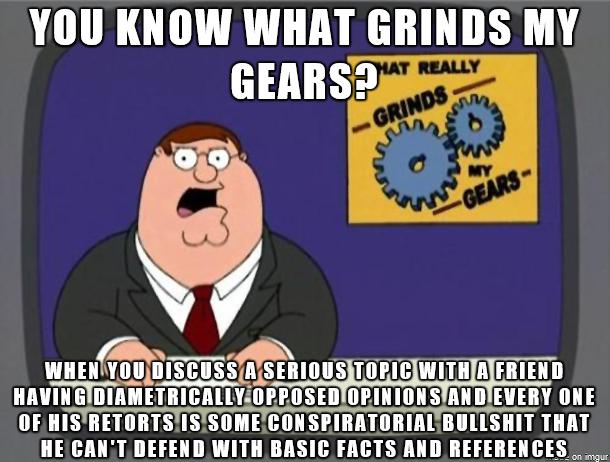 YOU KNOW WHAT GRINDS MY
GEARS?
HAT REALLY
GRINDS
MY
GEARS
WHEN YOU DISCUSS A SERIOUS TOPIC WITH A FRIEND
HAVING DIAMETRICALLY OPPOSED OPINIONS AND EVERY ONE
OF HIS RETORTS IS SOME CONSPIRATORIAL BULLSHIT THAT
HE CAN'T DEFEND WITH BASIC FACTS AND REFERENCES
on imgur